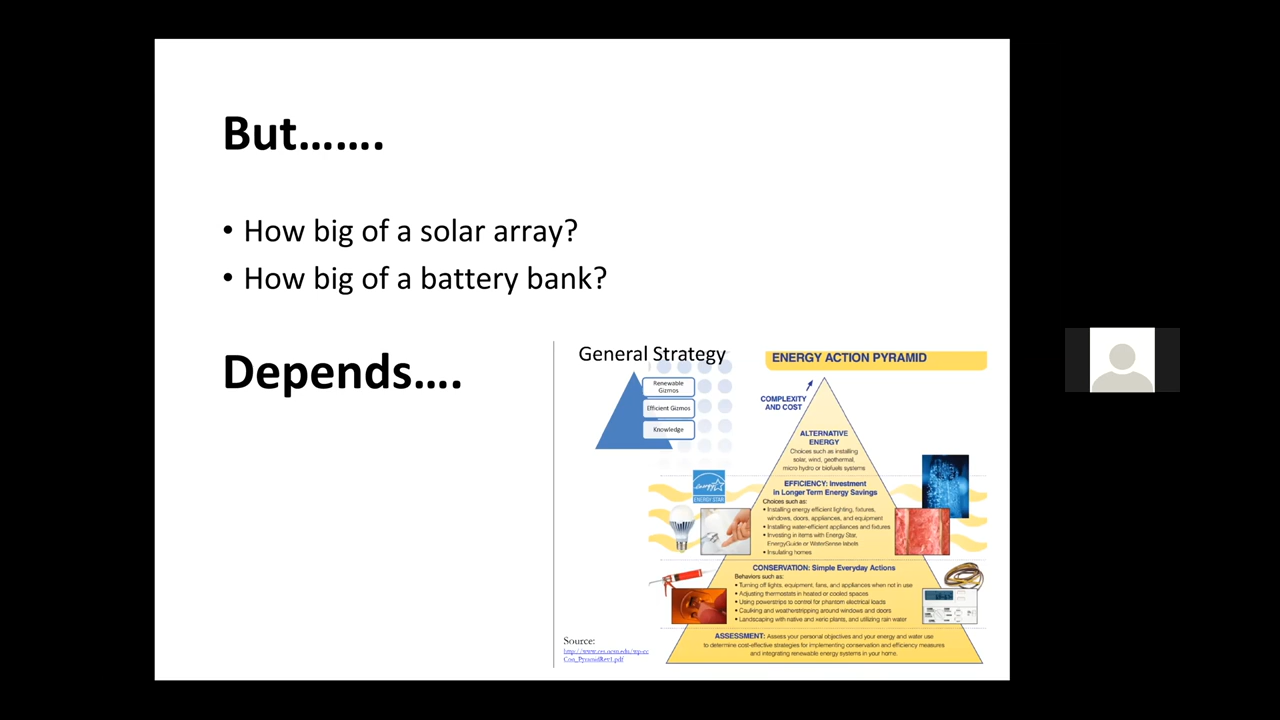 But…….
• How big of a solar array?
• How big of a battery bank?
Depends….
General Strategy
Renewable
Gizmos
Efficient Gizmos
Knowledge
ENERGY ACTION PYRAMID
COMPLEXITY
AND COST
ALTERNATIVE
ENERGY
Choices such as installing
solar, wind, geothermal,
micro hydro or biofuels systems
ENERGY STAR
EFFICIENCY: Investment
in Longer Term Energy Savings
Choices such as:
• Installing energy efficient lighting, fixtures,
windows, doors, appliances, and equipment
• Installing water-efficient appliances and fixtures
• Investing in items with Energy Star,
EnergyGuide or WaterSense labels
• Insulating homes
CONSERVATION: Simple Everyday Actions
Behaviors such as:
• Turning off lights, equipment, fans, and appliances when not in use
• Adjusting thermostats in heated or cooled spaces
• Using powerstrips to control for phantom electrical loads
• Caulking and weatherstripping around windows and doors
• Landscaping with native and xeric plants, and utilizing rain water
ASSESSMENT: Assess your personal objectives and your energy and water use
to determine cost-effective strategies for implementing conservation and efficiency measures
and integrating renewable energy systems in your home.
Source: